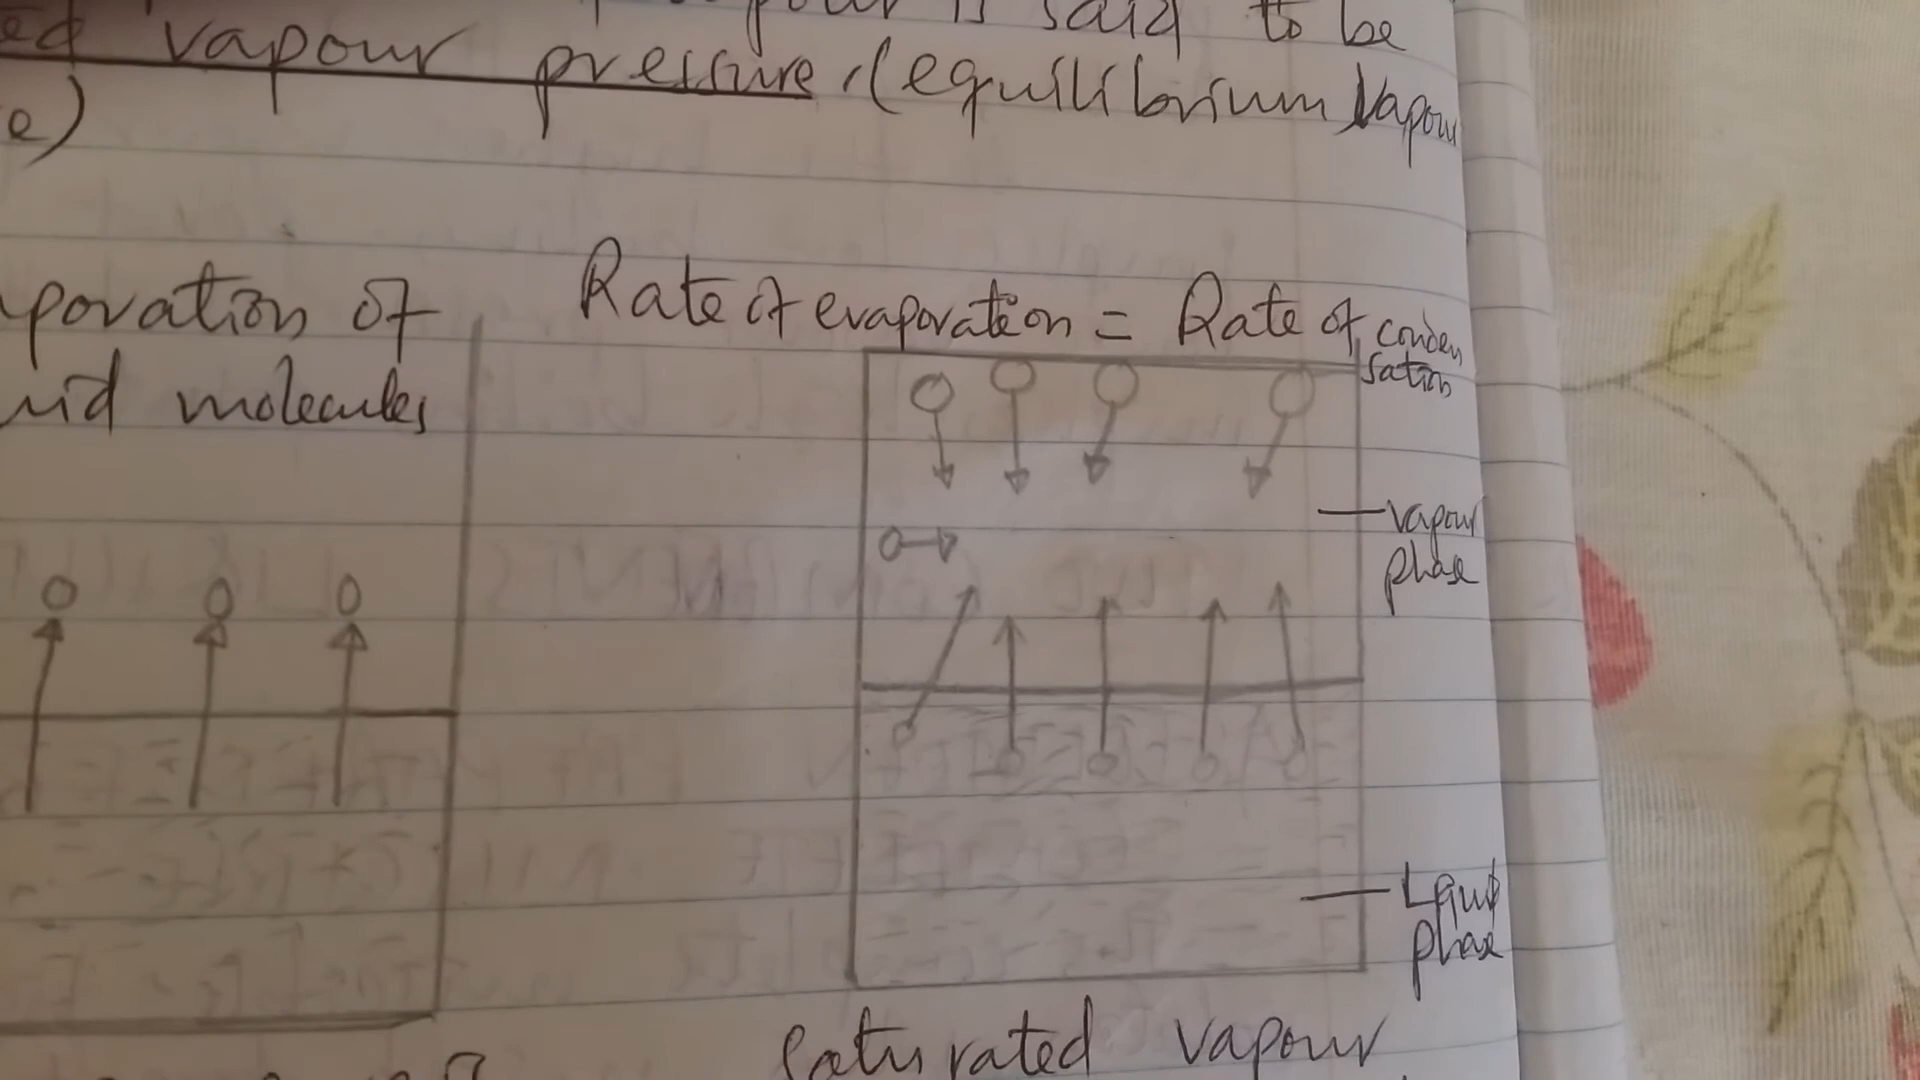 vapour is said to be
ed vapour pressure. (equilibrium vapour
e)
poration of
uid molecules
Rate of evaporation = Rate of conden
sation
vapour
phase
Liquid
phase
saturated vapour